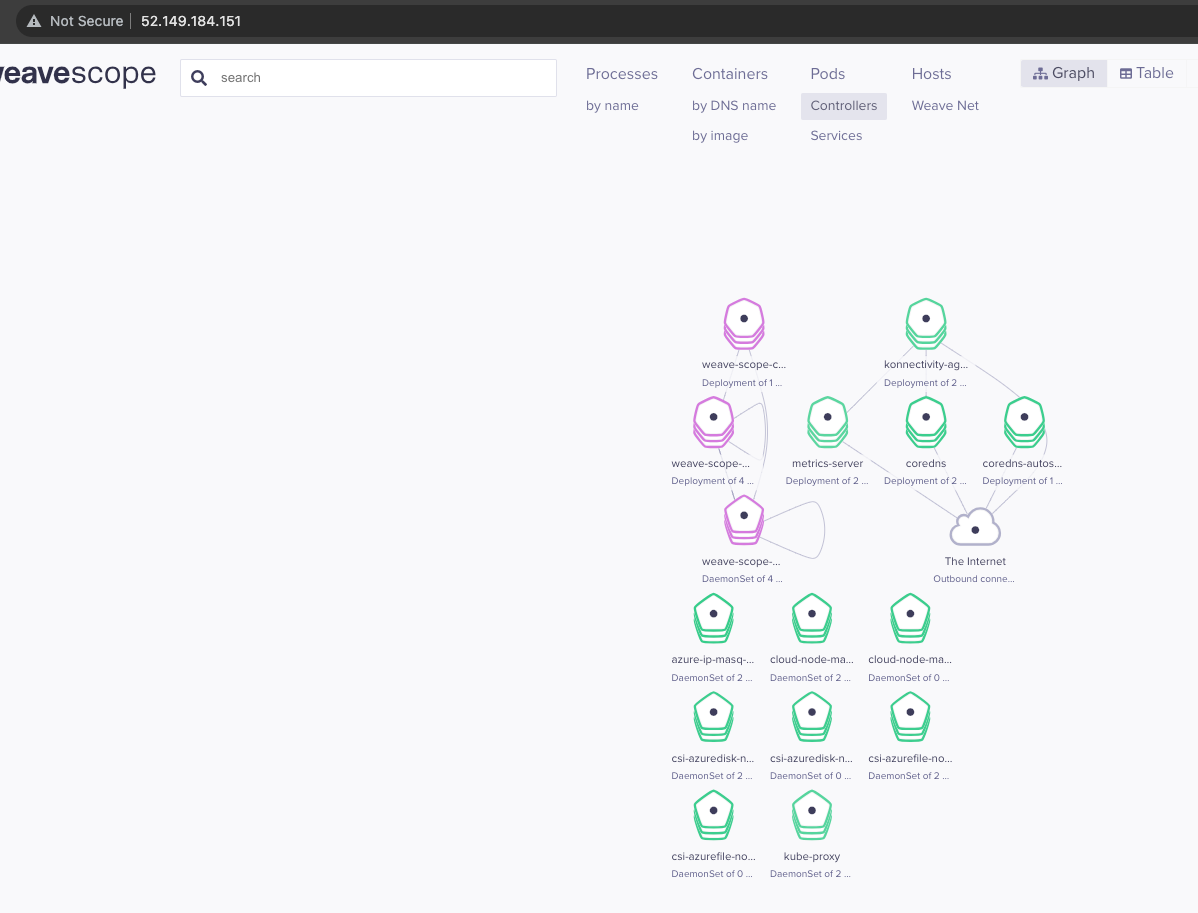 Not Secure 52.149.184.151
weavescope
search
Processes Containers Pods Hosts Graph Table
by name by DNS name Controllers Weave Net
by image Services
weave-scope-c... konnectivity-ag...
Deployment of 1 ... Deployment of 2 ...
weave-scope-... metrics-server coredns coredns-autos...
Deployment of 4 ... Deployment of 2 ... Deployment of 2 ... Deployment of 1 ...
weave-scope-... The Internet
DaemonSet of 4 ... Outbound conne...
azure-ip-masq-... cloud-node-ma... cloud-node-ma...
DaemonSet of 2 ... DaemonSet of 2 ... DaemonSet of 0 ...
csi-azuredisk-n... csi-azuredisk-n... csi-azurefile-no...
DaemonSet of 2 ... DaemonSet of 0 ... DaemonSet of 2 ...
csi-azurefile-no... kube-proxy
DaemonSet of 0 ... DaemonSet of 2 ...